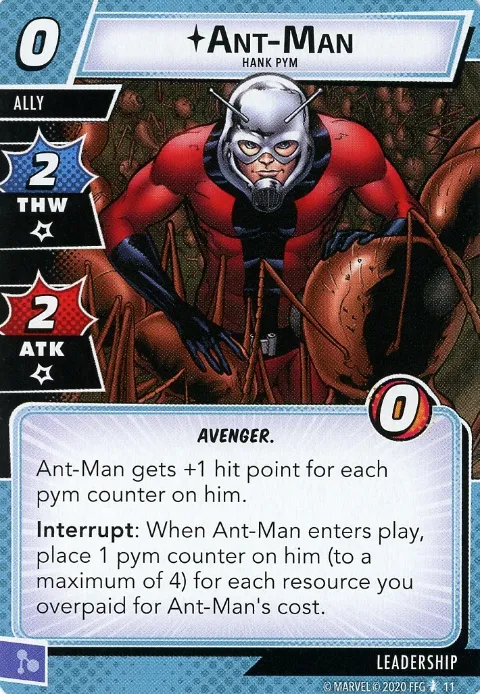 0
Ant-Man
HANK PYM
ALLY
2
THW
2
ATK
0
AVENGER.
Ant-Man gets +1 hit point for each
pym counter on him.
Interrupt: When Ant-Man enters play,
place 1 pym counter on him (to a
maximum of 4) for each resource you
overpaid for Ant-Man's cost.
LEADERSHIP
© MARVEL © 2020 FFG 11